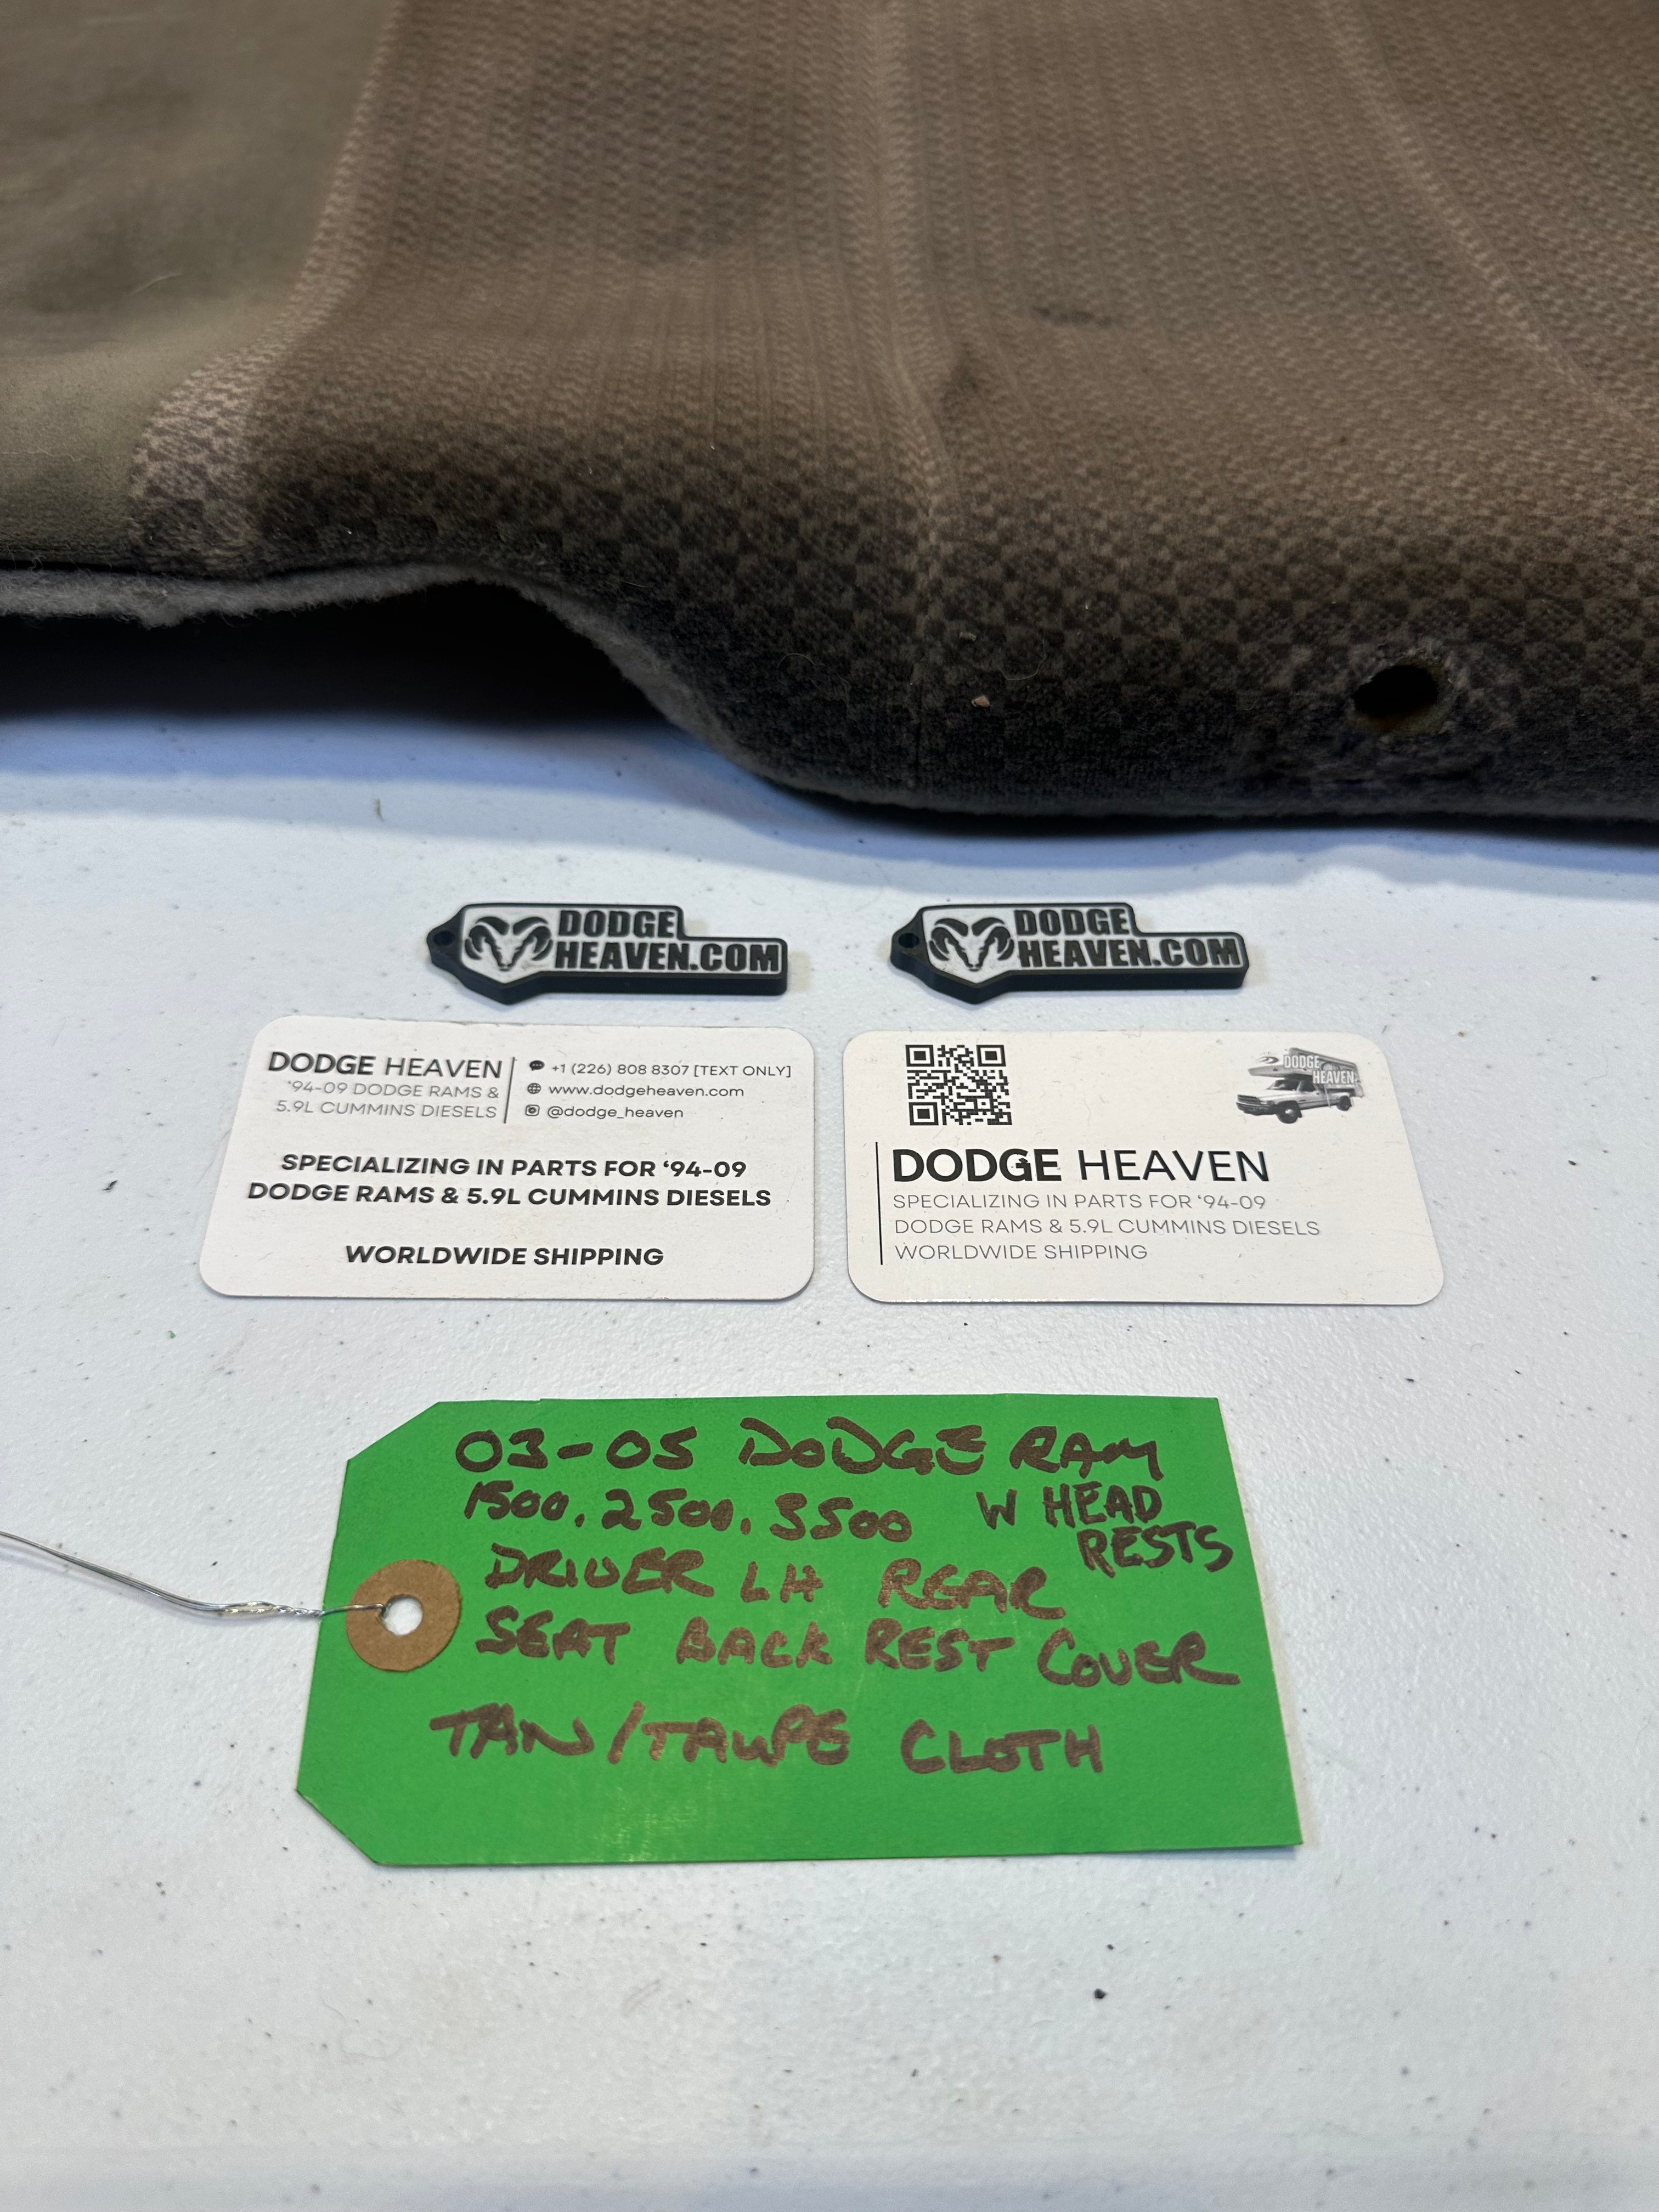 DODGE
HEAVEN.COM
DODGE
HEAVEN.COM
DODGE HEAVEN
'94-09 DODGE RAMS &
5.9L CUMMINS DIESELS
+1 (226) 808 8307 [TEXT ONLY]
www.dodgeheaven.com
@dodge_heaven
SPECIALIZING IN PARTS FOR ‘94-09
DODGE RAMS & 5.9L CUMMINS DIESELS
WORLDWIDE SHIPPING
DODGE
HEAVEN
DODGE HEAVEN
SPECIALIZING IN PARTS FOR ‘94-09
DODGE RAMS & 5.9L CUMMINS DIESELS
WORLDWIDE SHIPPING
03-05 DODGE RAM
1500, 2500, 3500 W HEAD
RESTS
DRIVER LH REAR
SEAT BACK REST COVER
TAN/TAUPE CLOTH